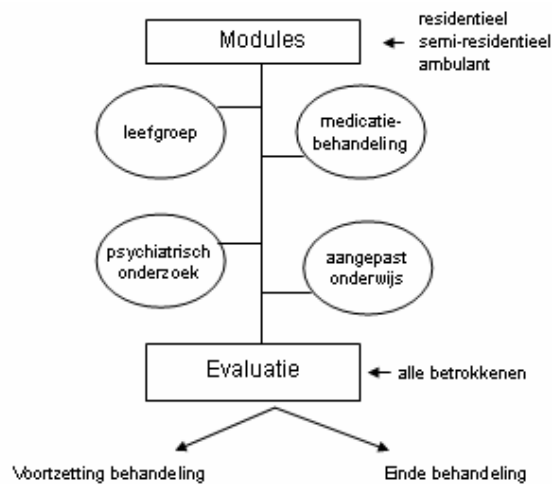 Modules
residentieel
semi-residentieel
ambulant
leefgroep
medicatie-
behandeling
psychiatrisch
onderzoek
aangepast
onderwijs
Evaluatie
alle betrokkenen
Voortzetting behandeling
Einde behandeling